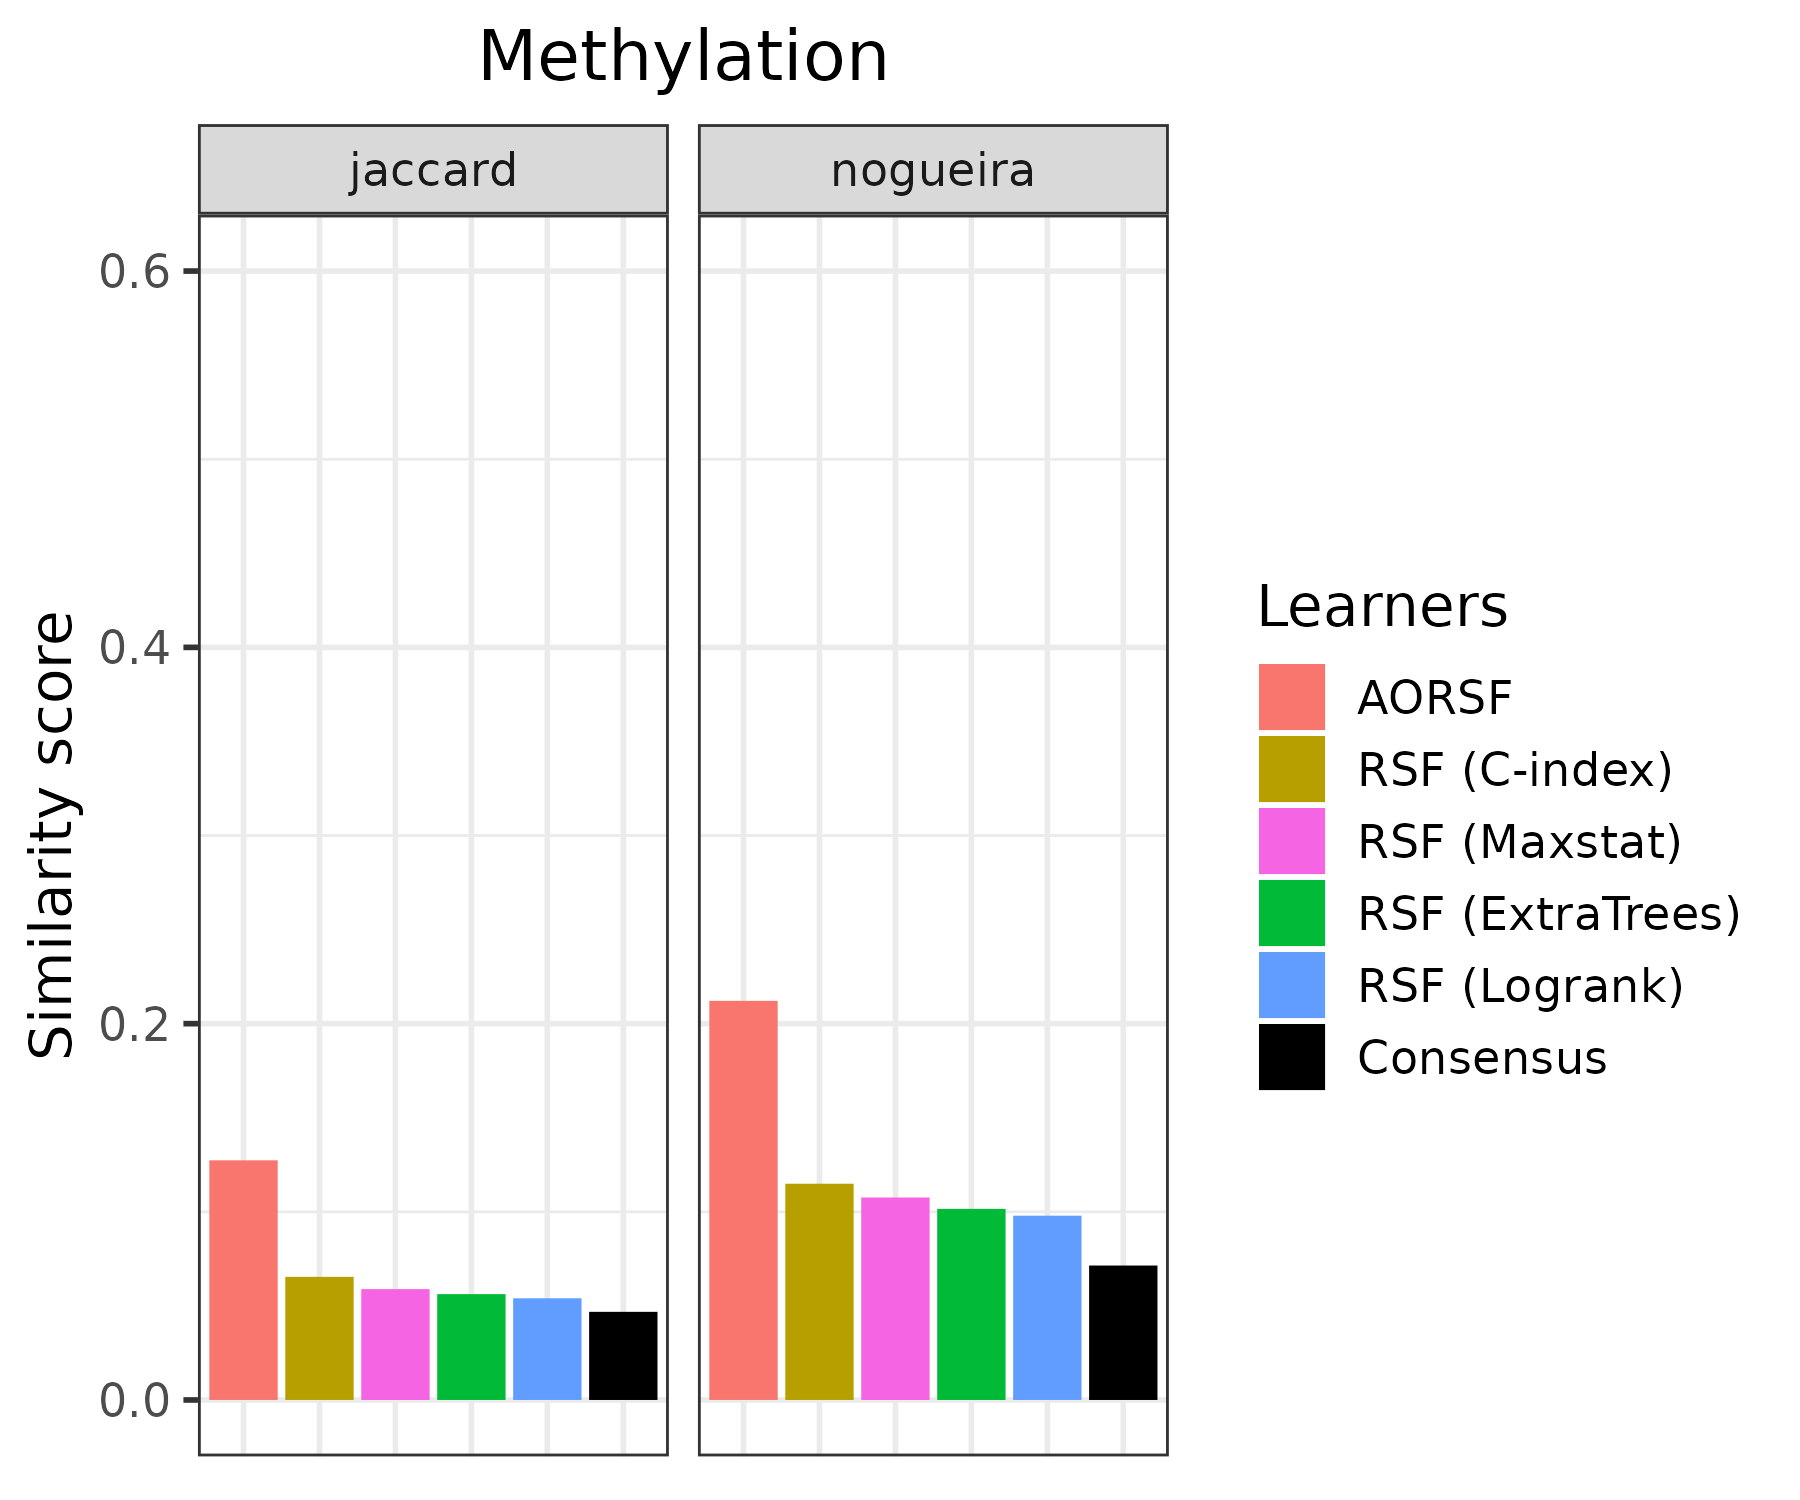 Methylation
jaccard
nogueira
Similarity score
0.6
0.4
0.2
0.0
Learners
AORSF
RSF (C-index)
RSF (Maxstat)
RSF (ExtraTrees)
RSF (Logrank)
Consensus